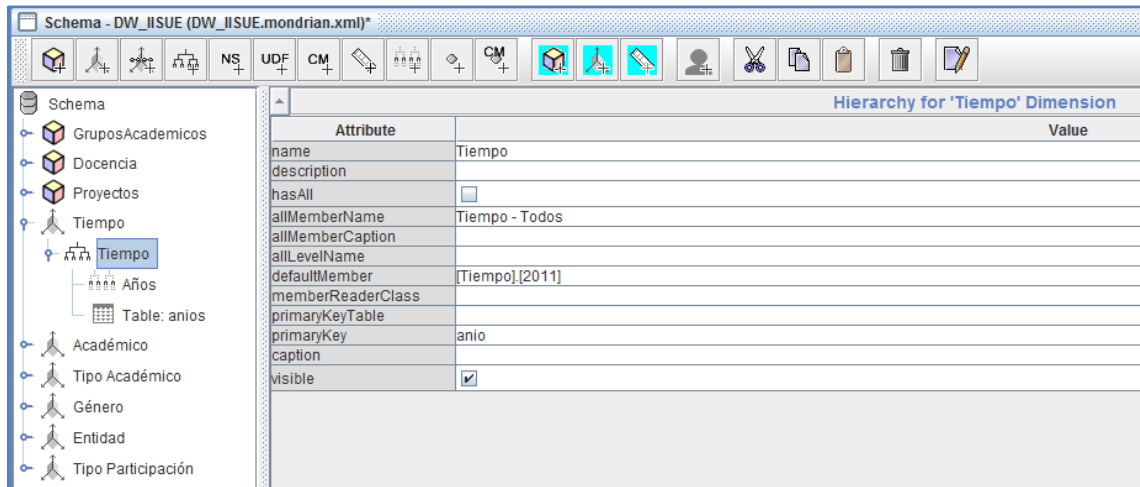 Schema - DW_IISUE (DW_IISUE.mondrian.xml)*
NS UDF CM CM
Schema
GruposAcademicos
Docencia
Proyectos
Tiempo
Tiempo
Años
Table: anios
Académico
Tipo Académico
Género
Entidad
Tipo Participación
Hierarchy for 'Tiempo' Dimension
Attribute Value
name Tiempo
description
hasAll
allMemberName Tiempo - Todos
allMemberCaption
allLevelName
defaultMember [Tiempo].[2011]
memberReaderClass
primaryKeyTable
primaryKey anio
caption
visible